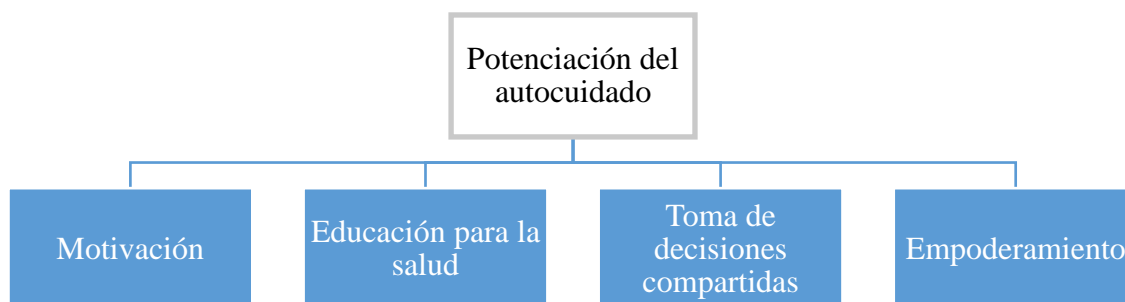 Potenciación del
autocuidado
Motivación
Educación para la
salud
Toma de
decisiones
compartidas
Empoderamiento